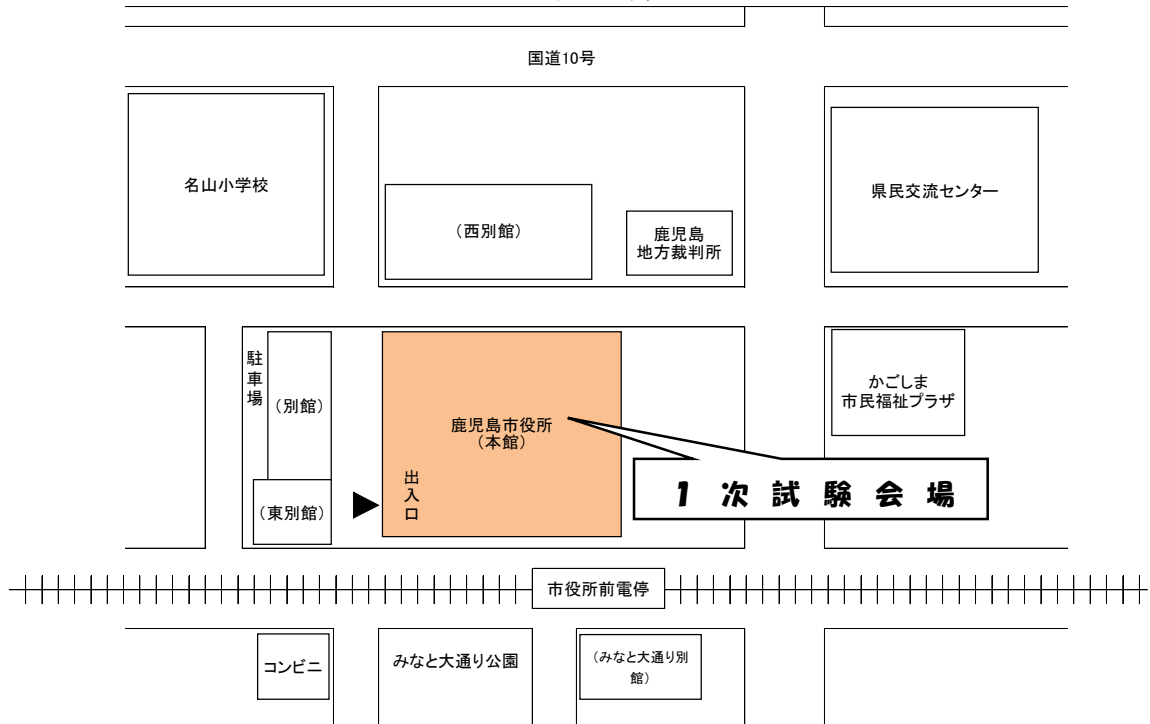 国道10号
名山小学校
(西別館)
鹿児島
地方裁判所
県民交流センター
駐車場
(別館)
鹿児島市役所
(本館)
かごしま
市民福祉プラザ
出入口
1次試験会場
(東別館)
市役所前電停
コンビニ
みなと大通り公園
(みなと大通り別
館)